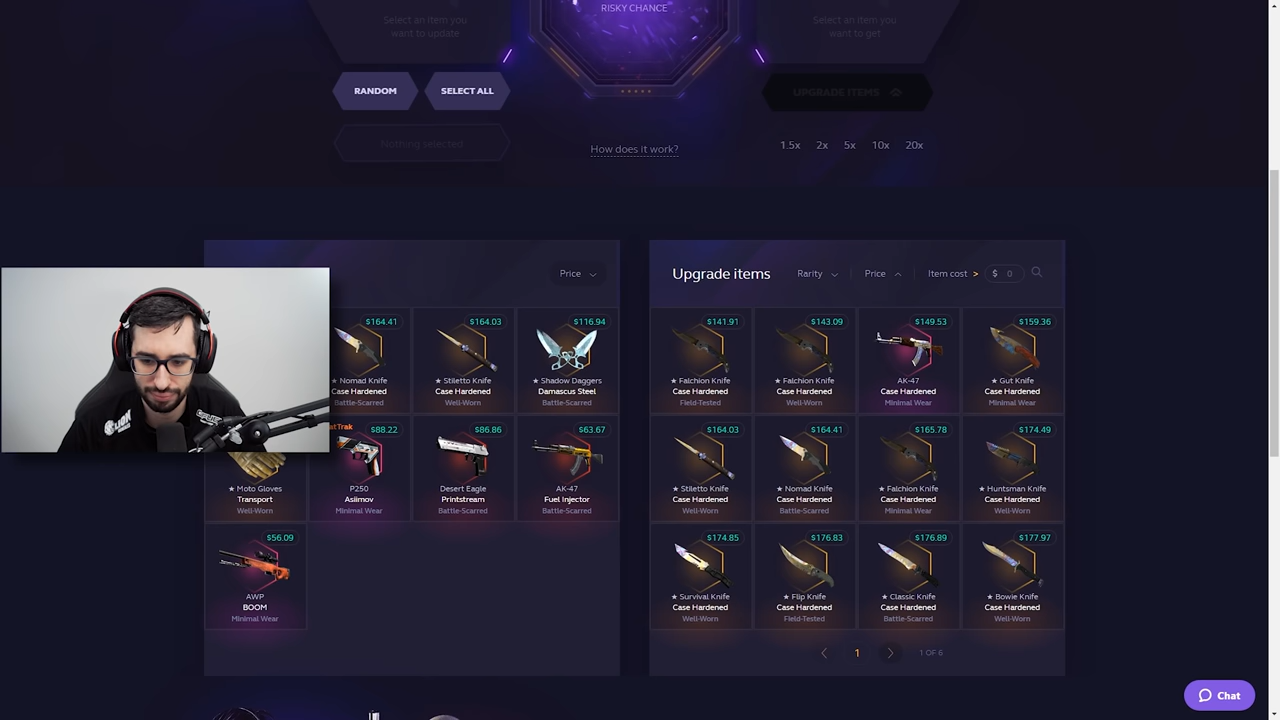 RISKY CHANCE
Select an item you
want to update
Select an item you
want to get
RANDOM
SELECT ALL
UPGRADE ITEMS
Nothing selected
How does it work?
1.5x 2x 5x 10x 20x
Price
$164.41
★ Nomad Knife
Case Hardened
Battle-Scarred
$164.03
★ Stiletto Knife
Case Hardened
Well-Worn
$116.94
★ Shadow Daggers
Damascus Steel
Battle-Scarred
★ Moto Gloves
Transport
Well-Worn
$88.22
P250
Asiimov
Minimal Wear
$86.86
Desert Eagle
Printstream
Battle-Scarred
$63.67
AK-47
Fuel Injector
Battle-Scarred
$56.09
AWP
BOOM
Minimal Wear
Upgrade items
Rarity
Price
Item cost > $ 0
$141.91
★ Falchion Knife
Case Hardened
Field-Tested
$143.09
★ Falchion Knife
Case Hardened
Well-Worn
$149.53
AK-47
Case Hardened
Minimal Wear
$159.36
★ Gut Knife
Case Hardened
Minimal Wear
$164.03
★ Stiletto Knife
Case Hardened
Well-Worn
$164.41
★ Nomad Knife
Case Hardened
Battle-Scarred
$165.78
★ Falchion Knife
Case Hardened
Minimal Wear
$174.49
★ Huntsman Knife
Case Hardened
Well-Worn
$174.85
★ Survival Knife
Case Hardened
Well-Worn
$176.83
★ Flip Knife
Case Hardened
Field-Tested
$176.89
★ Classic Knife
Case Hardened
Battle-Scarred
$177.97
★ Bowie Knife
Case Hardened
Well-Worn
1
1 OF 6
Chat